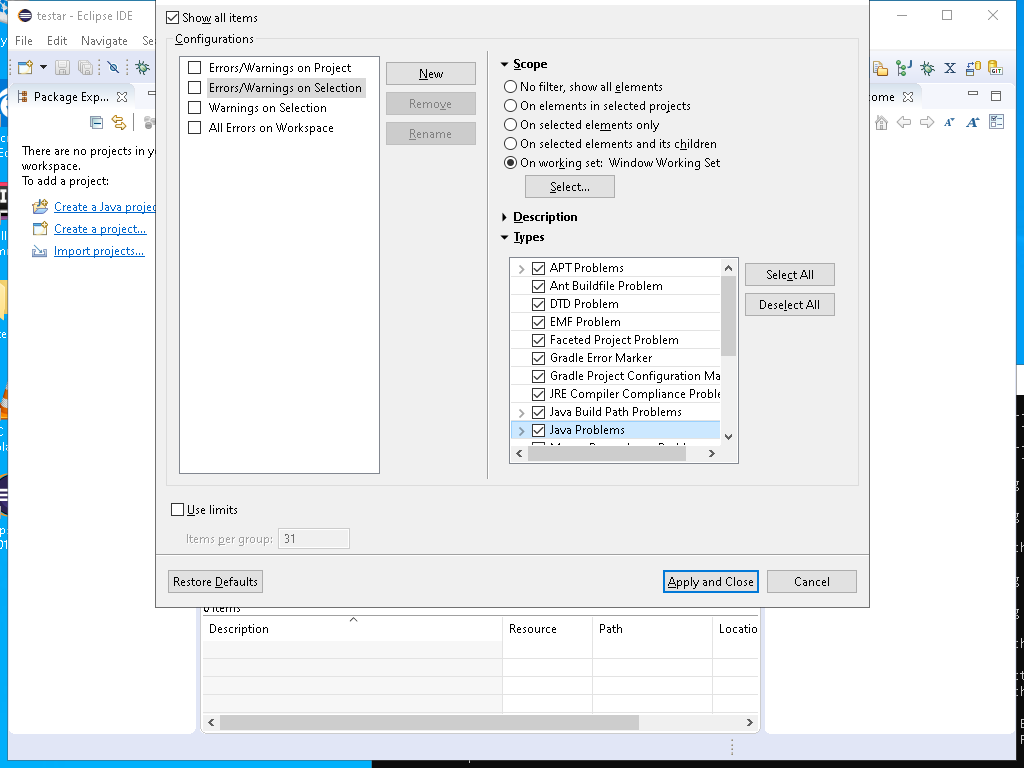 testar - Eclipse IDE
File Edit Navigate Se
Package Exp...
There are no projects in y
workspace.
To add a project:
Create a Java projec
Create a project...
Import projects...
Show all items
Configurations
Errors/Warnings on Project
Errors/Warnings on Selection
Warnings on Selection
All Errors on Workspace
New
Remove
Rename
Scope
No filter, show all elements
On elements in selected projects
On selected elements only
On selected elements and its children
On working set: Window Working Set
Select...
Description
Types
APT Problems
Ant Buildfile Problem
DTD Problem
EMF Problem
Faceted Project Problem
Gradle Error Marker
Gradle Project Configuration Ma
JRE Compiler Compliance Proble
Java Build Path Problems
Java Problems
Select All
Deselect All
Use limits
Items per group: 31
Restore Defaults
Apply and Close
Cancel
ome
0 items
Description Resource Path Locatio